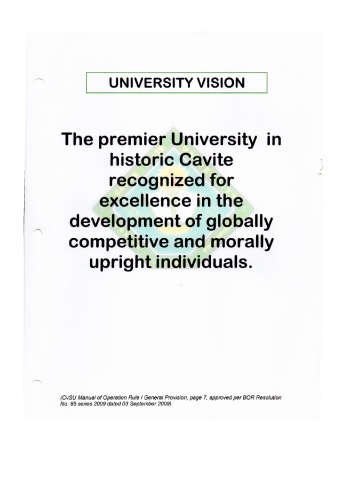 UNIVERSITY VISION
The premier University in
historic Cavite
recognized for
excellence in the
development of globally
competitive and morally
upright individuals.
(CvSU Manual of Operation Rule I General Provision, page 7, approved per BOR Resolution
No. 85 series 2009 dated 03 September 2009)